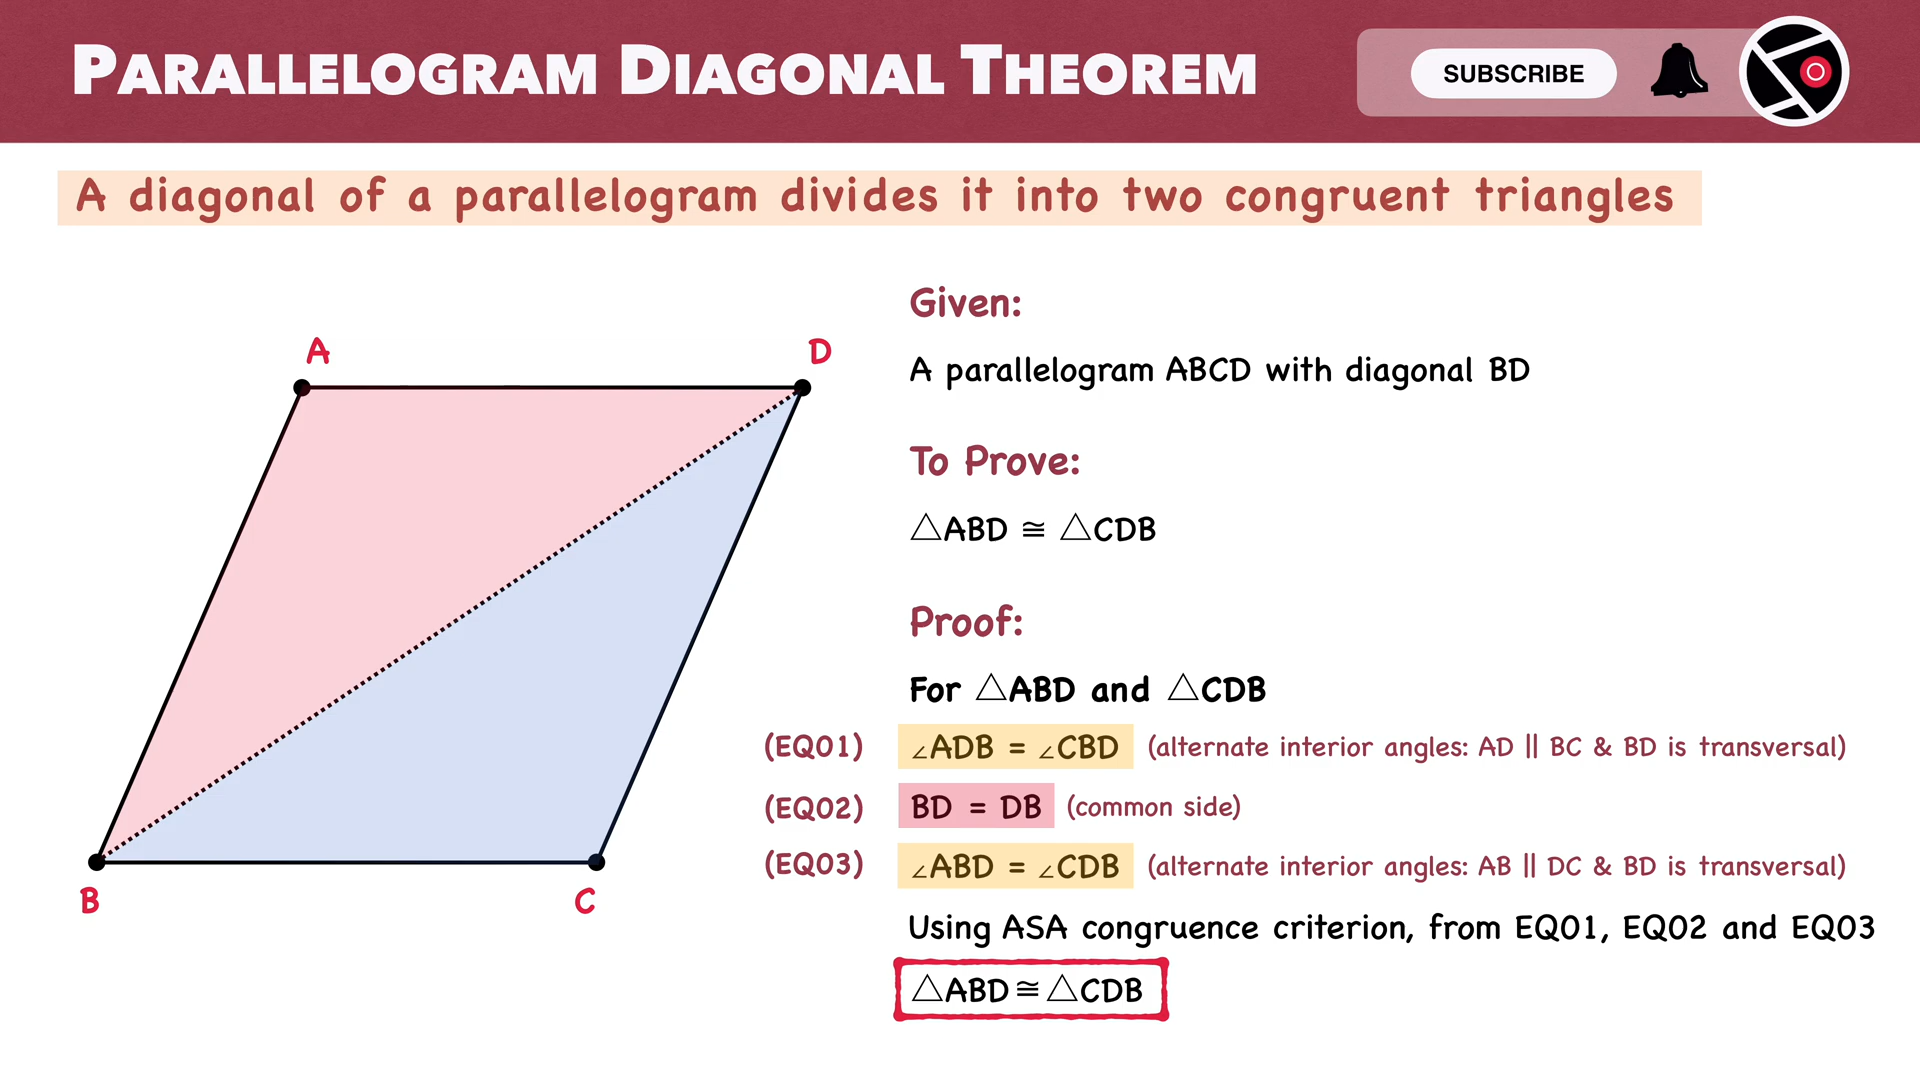 PARALLELOGRAM DIAGONAL THEOREM
SUBSCRIBE
A diagonal of a parallelogram divides it into two congruent triangles
A
D
B
C
Given:
A parallelogram ABCD with diagonal BD
To Prove:
△ABD ≅ △CDB
Proof:
For △ABD and △CDB
(EQ01) ∠ADB = ∠CBD (alternate interior angles: AD || BC & BD is transversal)
(EQ02) BD = DB (common side)
(EQ03) ∠ABD = ∠CDB (alternate interior angles: AB || DC & BD is transversal)
Using ASA congruence criterion, from EQ01, EQ02 and EQ03
△ABD ≅ △CDB